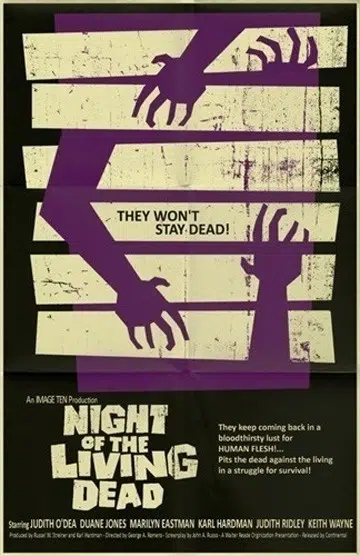 THEY WON'T
STAY DEAD!
An IMAGE TEN Production
NIGHT
OF THE
LIVING
DEAD
They keep coming back in a
bloodthirsty lust for
HUMAN FLESH!...
Pits the dead against the living
in a struggle for survival!
Starring JUDITH O'DEA DUANE JONES MARILYN EASTMAN KARL HARDMAN JUDITH RIDLEY KEITH WAYNE
Produced by Russel W. Streiner and Karl Hardman - Directed by George A. Romero - Screenplay by John A. Russo - A Walter Reade Organization Presentation - Released by Continental